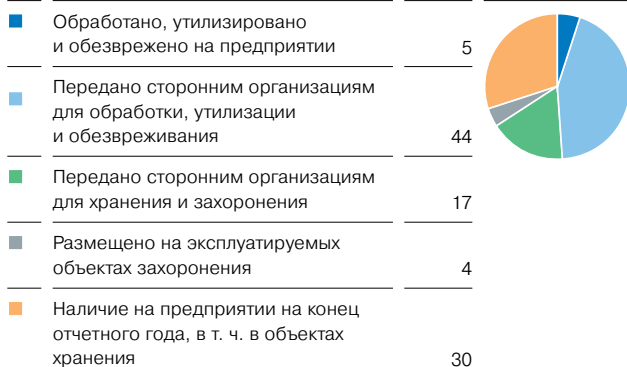 Обработано, утилизировано
и обезврежено на предприятии 5
Передано сторонним организациям
для обработки, утилизации
и обезвреживания 44
Передано сторонним организациям
для хранения и захоронения 17
Размещено на эксплуатируемых
объектах захоронения 4
Наличие на предприятии на конец
отчетного года, в т. ч. в объектах
хранения 30